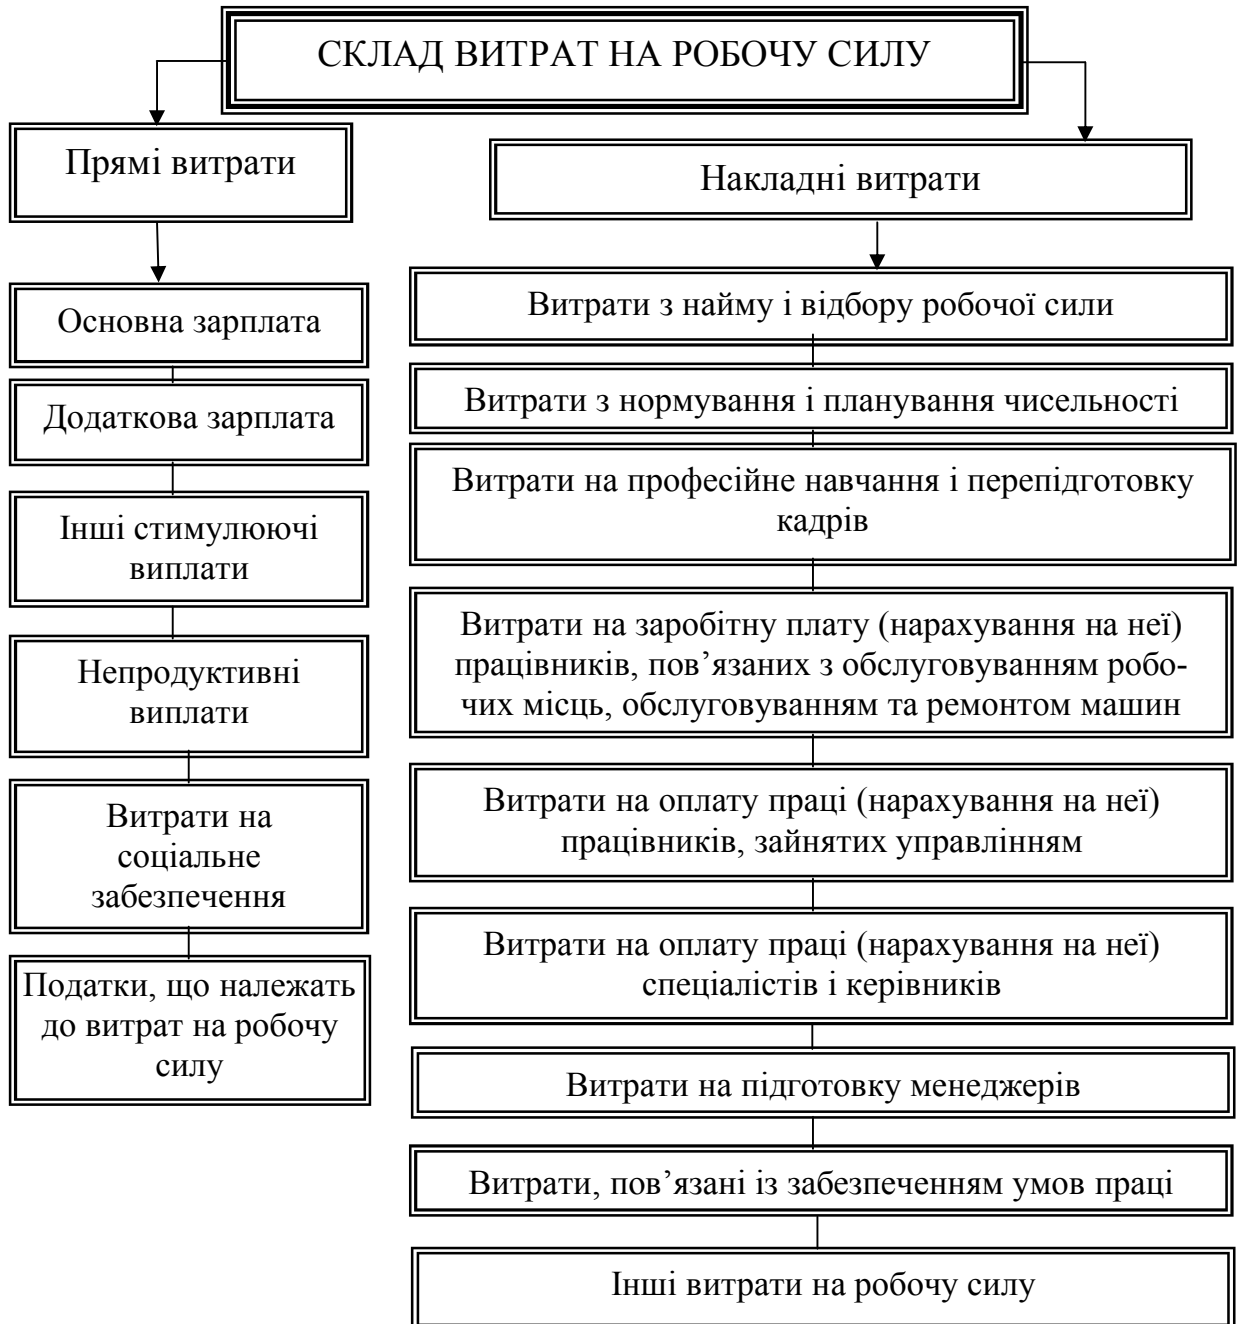 СКЛАД ВИТРАТ НА РОБОЧУ СИЛУ
Прямі витрати
Основна зарплата
Додаткова зарплата
Інші стимулюючі
виплати
Непродуктивні
виплати
Витрати на
соціальне
забезпечення
Податки, що належать
до витрат на робочу
силу
Накладні витрати
Витрати з найму і відбору робочої сили
Витрати з нормування і планування чисельності
Витрати на професійне навчання і перепідготовку
кадрів
Витрати на заробітну плату (нарахування на неї)
працівників, пов’язаних з обслуговуванням робо-
чих місць, обслуговуванням та ремонтом машин
Витрати на оплату праці (нарахування на неї)
працівників, зайнятих управлінням
Витрати на оплату праці (нарахування на неї)
спеціалістів і керівників
Витрати на підготовку менеджерів
Витрати, пов’язані із забезпеченням умов праці
Інші витрати на робочу силу